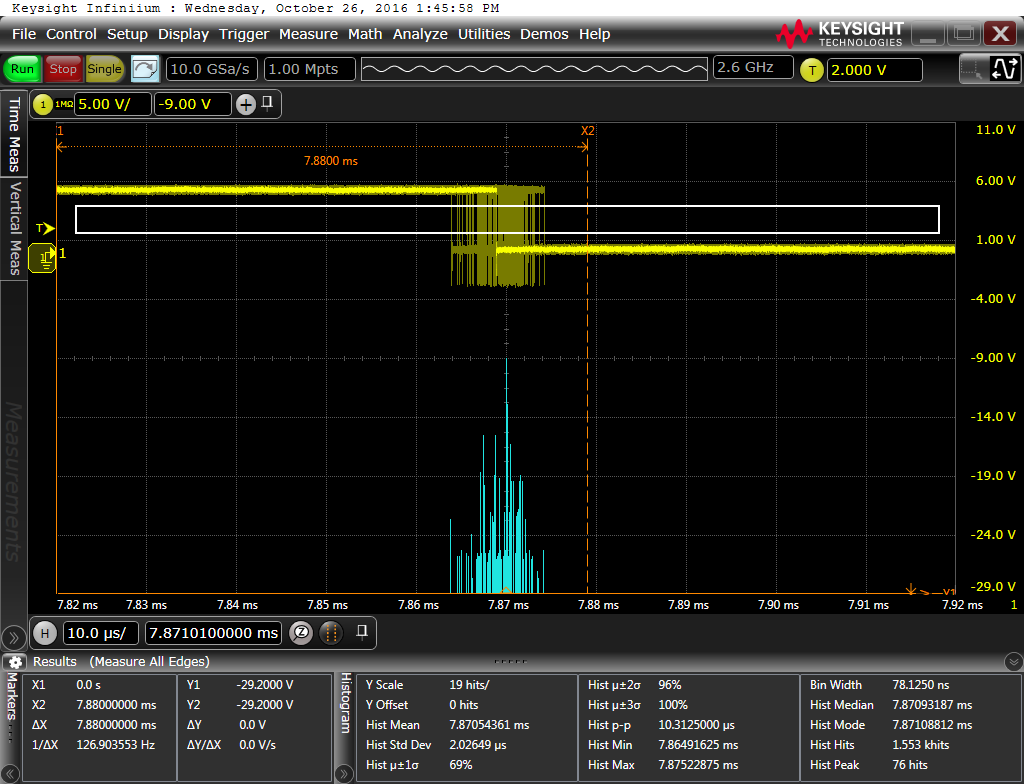 Keysight Infiniium : Wednesday, October 26, 2016 1:45:58 PM
File Control Setup Display Trigger Measure Math Analyze Utilities Demos Help
KEYSIGHT
TECHNOLOGIES
Run Stop Single 10.0 GSa/s 1.00 Mpts 2.6 GHz T 2.000 V
1 1MΩ 5.00 V/ -9.00 V
Time Meas
Vertical Meas
Measurements
1 X2 11.0 V
7.8800 ms
6.00 V
T
1.00 V
1 1
-4.00 V
-9.00 V
-14.0 V
-19.0 V
-24.0 V
-29.0 V
Y1
7.82 ms 7.83 ms 7.84 ms 7.85 ms 7.86 ms 7.87 ms 7.88 ms 7.89 ms 7.90 ms 7.91 ms 7.92 ms 1
H 10.0 µs/ 7.8710100000 ms
Results (Measure All Edges)
Markers
X1 0.0 s Y1 -29.2000 V
X2 7.88000000 ms Y2 -29.2000 V
ΔX 7.88000000 ms ΔY 0.0 V
1/ΔX 126.903553 Hz ΔY/ΔX 0.0 V/s
Histogram
Y Scale 19 hits/ Hist µ±2σ 96% Bin Width 78.1250 ns
Y Offset 0 hits Hist µ±3σ 100% Hist Median 7.87093187 ms
Hist Mean 7.87054361 ms Hist p-p 10.3125000 µs Hist Mode 7.87108812 ms
Hist Std Dev 2.02649 µs Hist Min 7.86491625 ms Hist Hits 1.553 khits
Hist µ±1σ 69% Hist Max 7.87522875 ms Hist Peak 76 hits